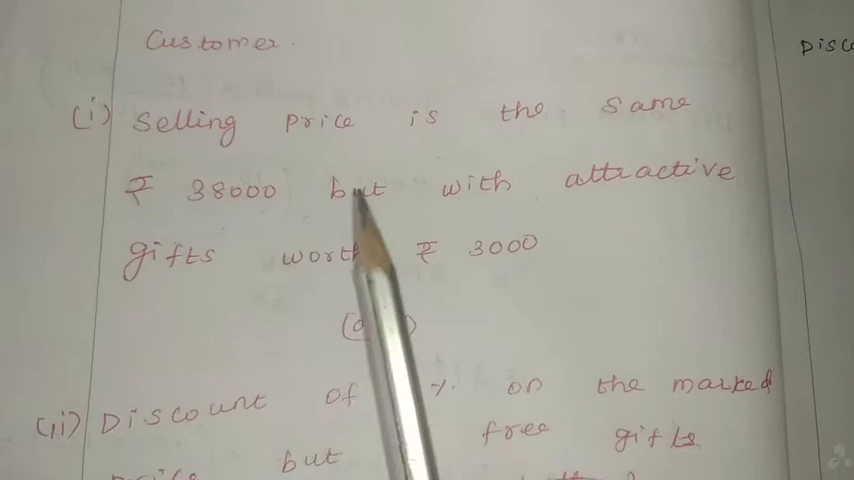 Customer.
Disc
(i) Selling price is the same
₹ 38000 but with attractive
gifts worth ₹ 3000
(ii) Discount of % on the marked
price but free gifts